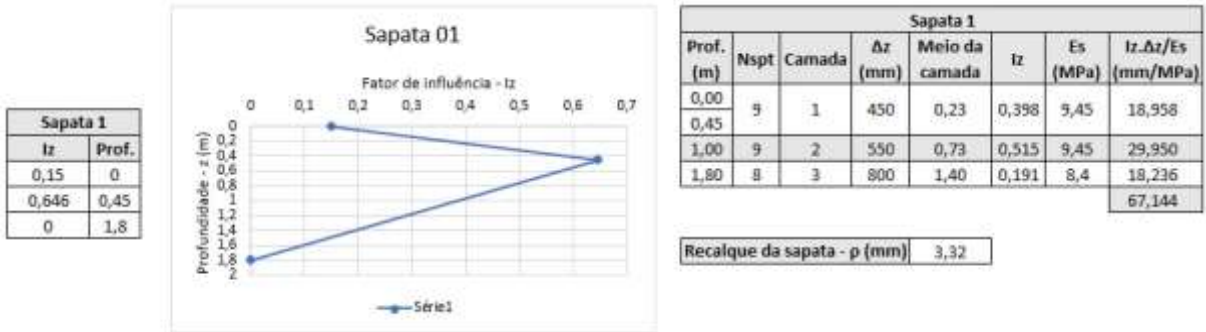 Sapata 1
Iz Prof.
0,15 0
0,646 0,45
0 1,8
Sapata 01
Fator de influência - Iz
0 0,1 0,2 0,3 0,4 0,5 0,6 0,7
Profundidade - z (m)
0
0,2
0,4
0,6
0,8
1
1,2
1,4
1,6
1,8
2
Série1
Sapata 1
Prof. (m) Nspt Camada Δz (mm) Meio da camada Iz Es (MPa) Iz.Δz/Es (mm/MPa)
0,00
0,45 9 1 450 0,23 0,398 9,45 18,958
1,00 9 2 550 0,73 0,515 9,45 29,950
1,80 8 3 800 1,40 0,191 8,4 18,236
67,144
Recalque da sapata - ρ (mm) 3,32